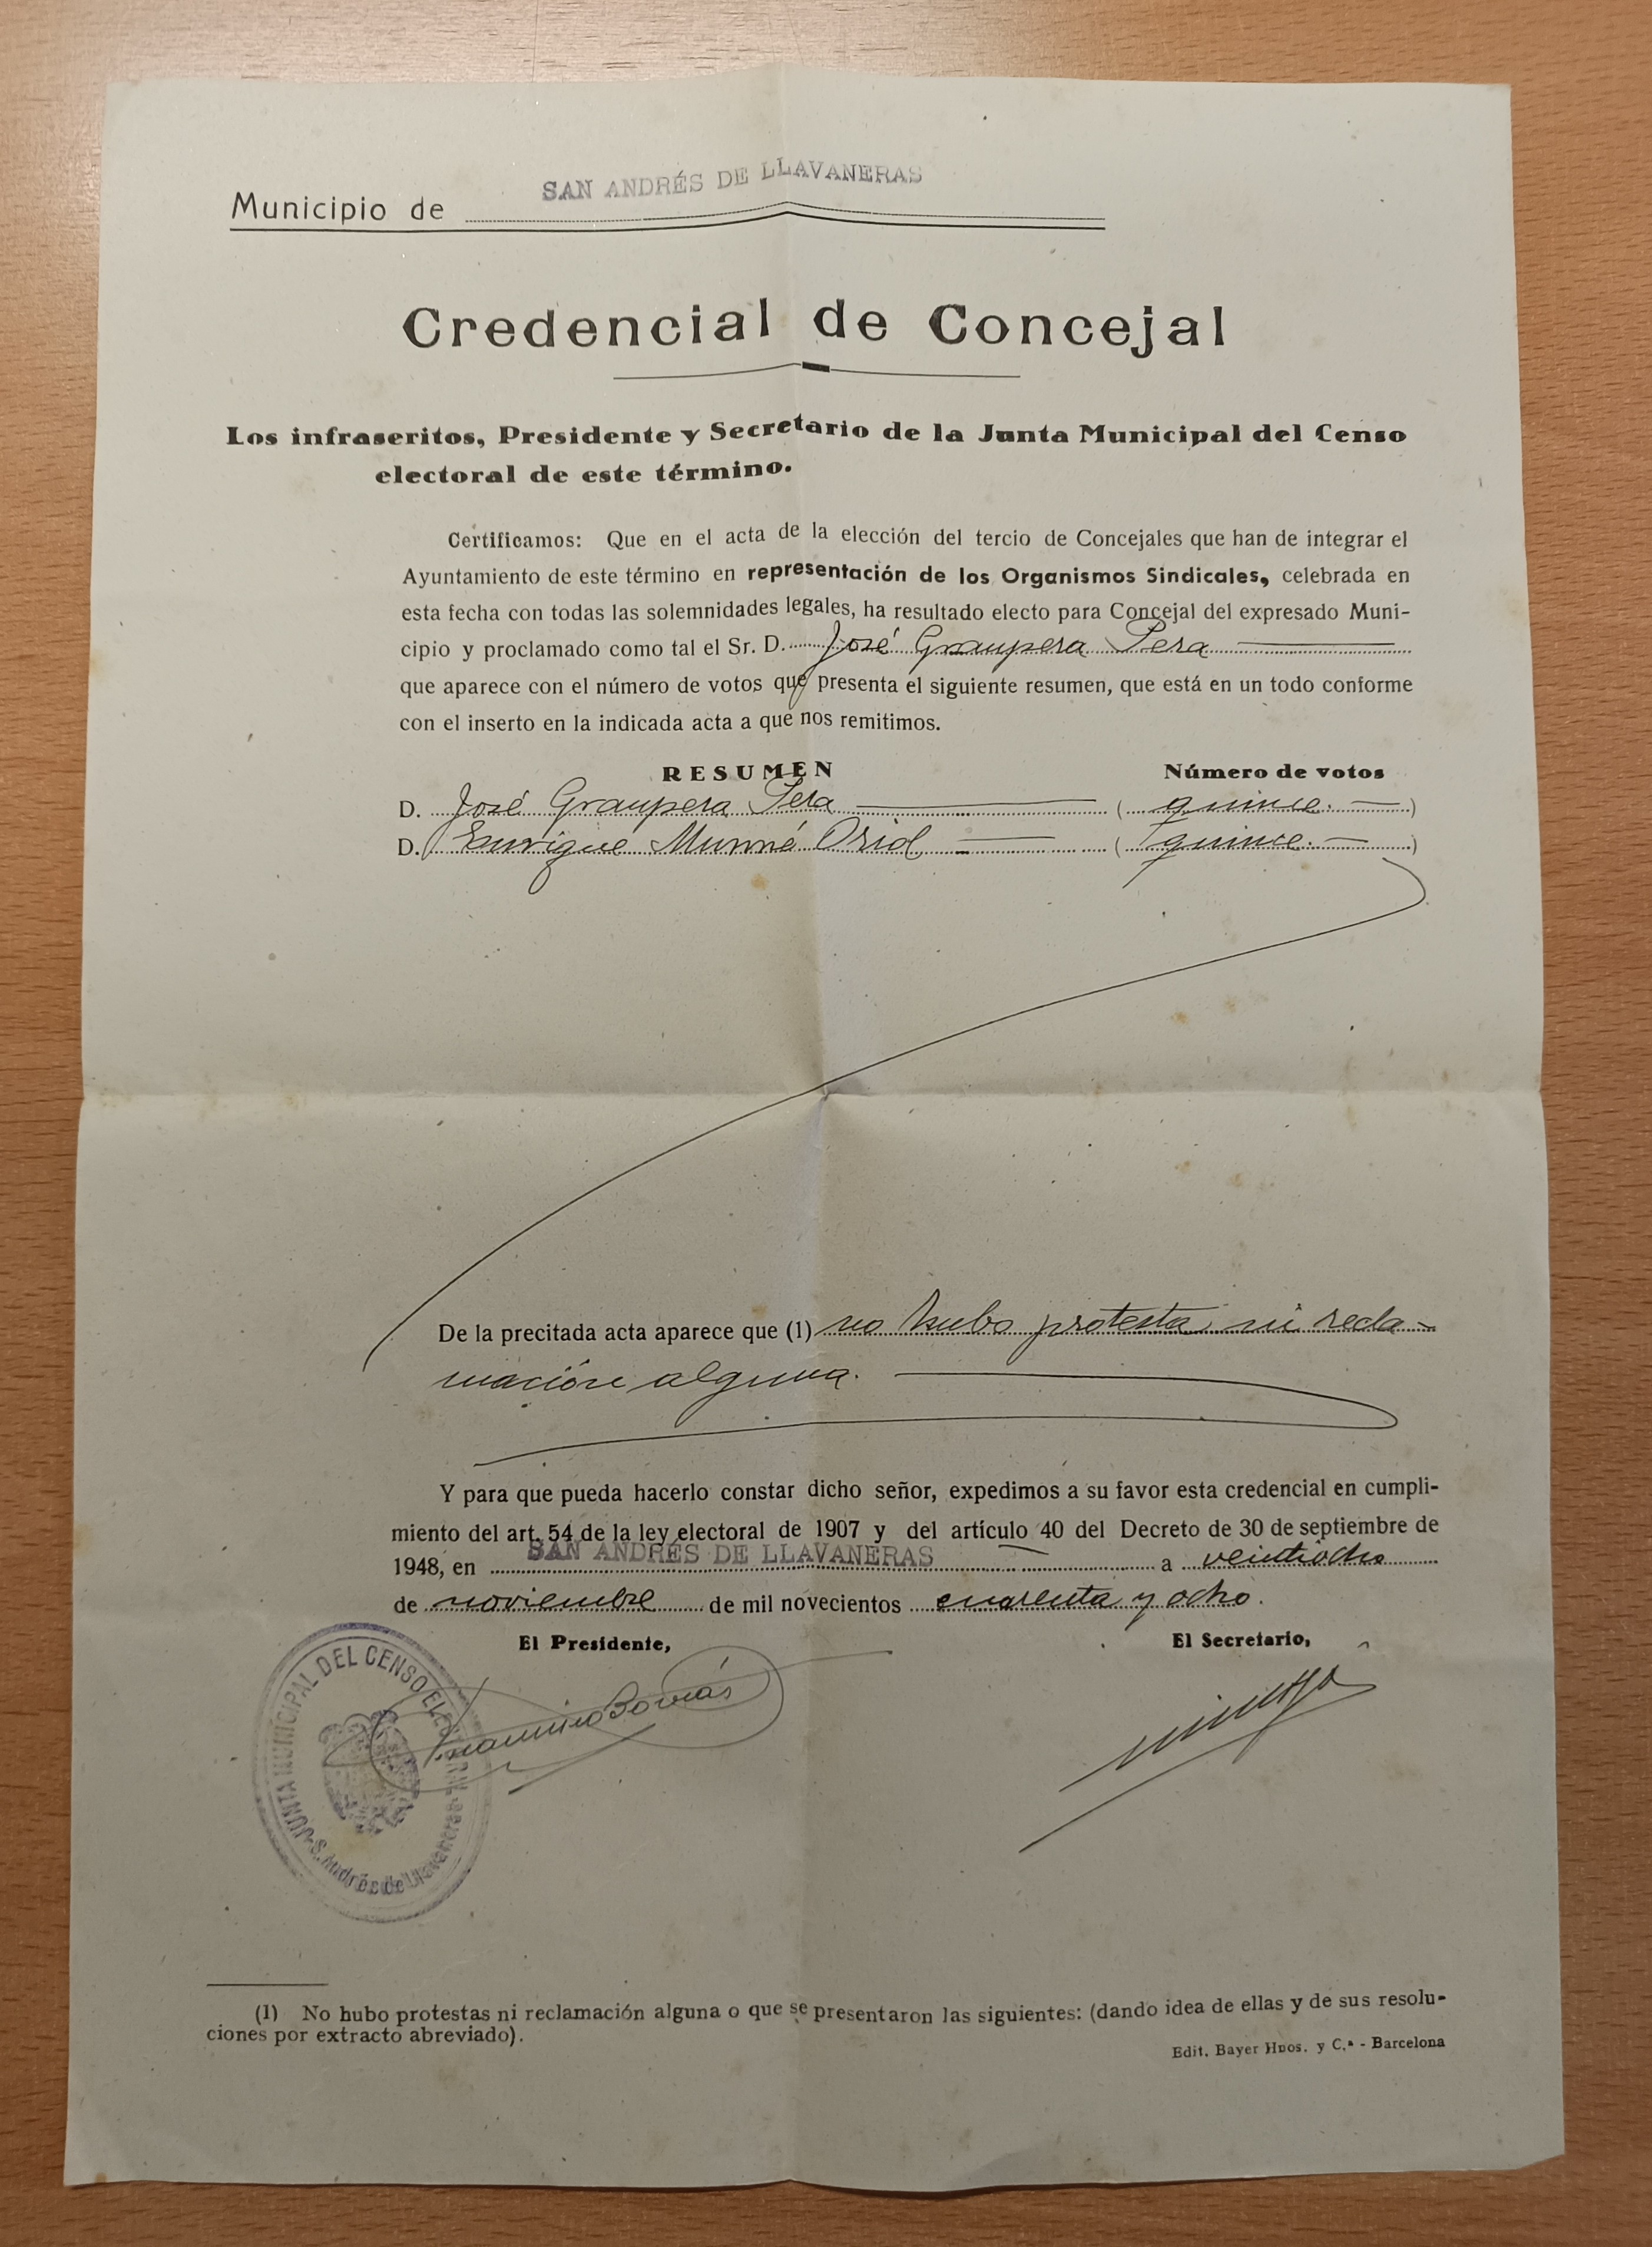 Municipio de SAN ANDRÉS DE LLAVANERAS
Credencial de Concejal
Los infrascritos, Presidente y Secretario de la Junta Municipal del Censo
electoral de este término.
Certificamos: Que en el acta de la elección del tercio de Concejales que han de integrar el
Ayuntamiento de este término en representación de los Organismos Sindicales, celebrada en
esta fecha con todas las solemnidades legales, ha resultado electo para Concejal del expresado Muni-
cipio y proclamado como tal el Sr. D. José Graupera Pera
que aparece con el número de votos que presenta el siguiente resumen, que está en un todo conforme
con el inserto en la indicada acta a que nos remitimos.
RESUMEN Número de votos
D. José Graupera Pera ( quince. )
D. Enrique Munné Oriol ( quince. )
De la precitada acta aparece que (1) no hubo protesta ni recla-
mación alguna.
Y para que pueda hacerlo constar dicho señor, expedimos a su favor esta credencial en cumpli-
miento del art. 54 de la ley electoral de 1907 y del artículo 40 del Decreto de 30 de septiembre de
1948, en SAN ANDRÉS DE LLAVANERAS a veintiocho
de noviembre de mil novecientos cuarenta y ocho.
El Presidente, El Secretario,
JUNTA MUNICIPAL DEL CENSO ELECTORAL
S. Andrés de Llavaneras
(1) No hubo protestas ni reclamación alguna o que se presentaron las siguientes: (dando idea de ellas y de sus resolu-
ciones por extracto abreviado).
Edit. Bayer Hnos. y C.ª - Barcelona